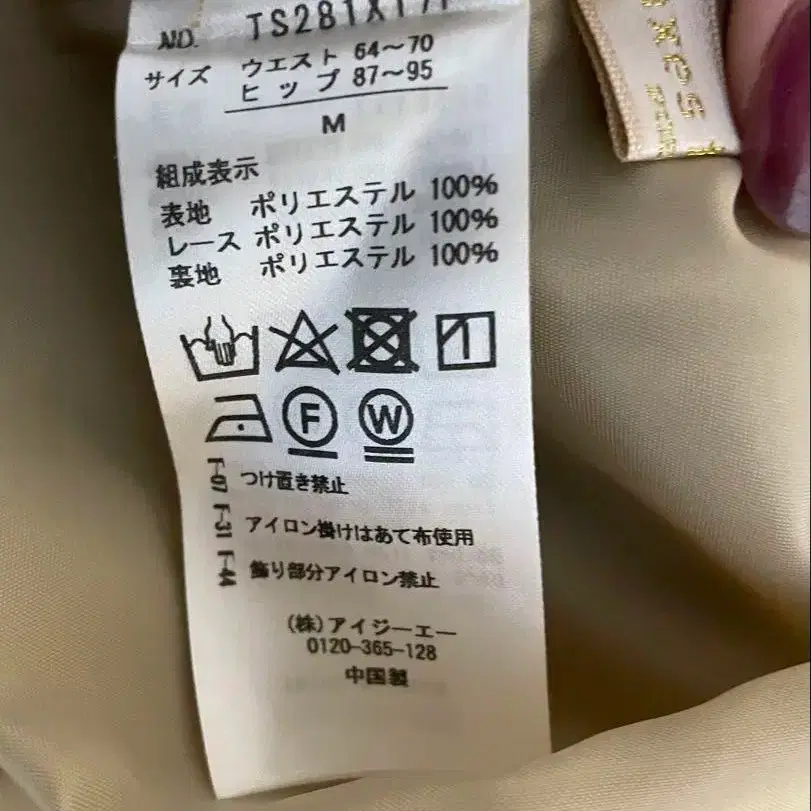 NO. TS281X171
サイズ ウエスト 64〜70
ヒップ 87〜95
M
組成表示
表地 ポリエステル 100%
レース ポリエステル 100%
裏地 ポリエステル 100%
F W
F-07 つけ置き禁止
F-31 アイロン掛けはあて布使用
F-44 飾り部分アイロン禁止
(株)アイジーエー
0120-365-128
中国製